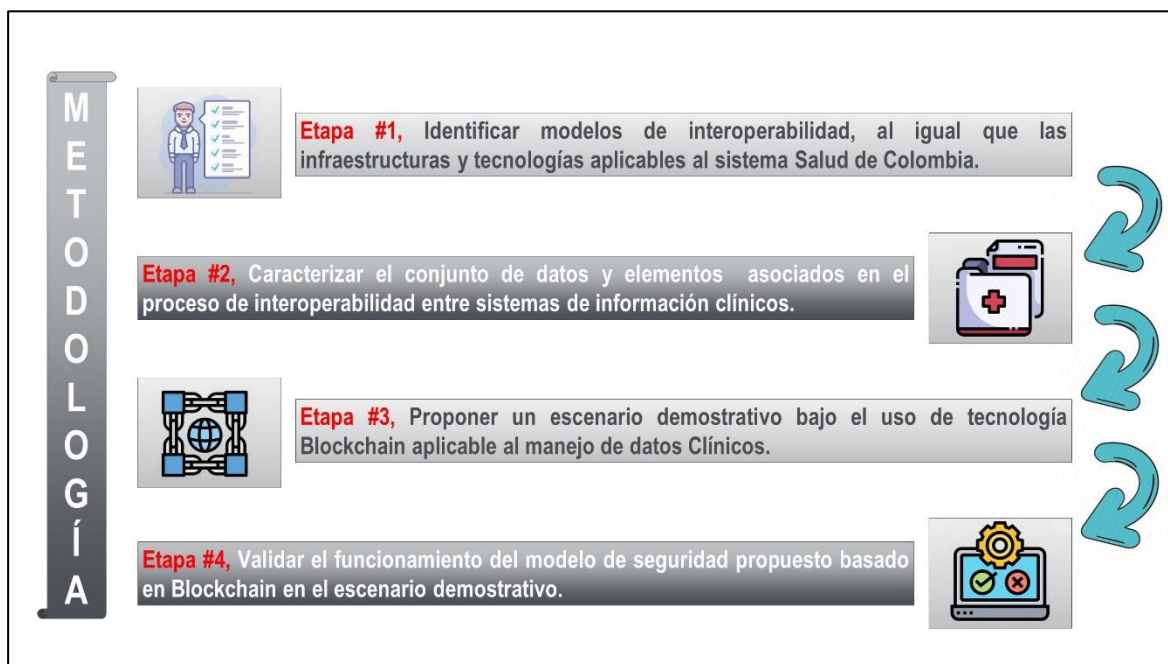 METODOLOGÍA
Etapa #1, Identificar modelos de interoperabilidad, al igual que las
infraestructuras y tecnologías aplicables al sistema Salud de Colombia.
Etapa #2, Caracterizar el conjunto de datos y elementos asociados en el
proceso de interoperabilidad entre sistemas de información clínicos.
Etapa #3, Proponer un escenario demostrativo bajo el uso de tecnología
Blockchain aplicable al manejo de datos Clínicos.
Etapa #4, Validar el funcionamiento del modelo de seguridad propuesto basado
en Blockchain en el escenario demostrativo.